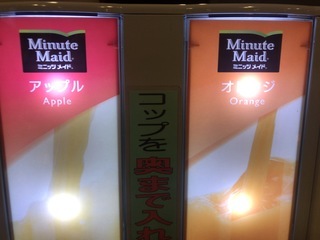 Minute
Maid
ミニッツ メイド
アップル
Apple
コップを奥まで入れ
Minute
Maid
ミニッツ メイド
オレンジ
Orange